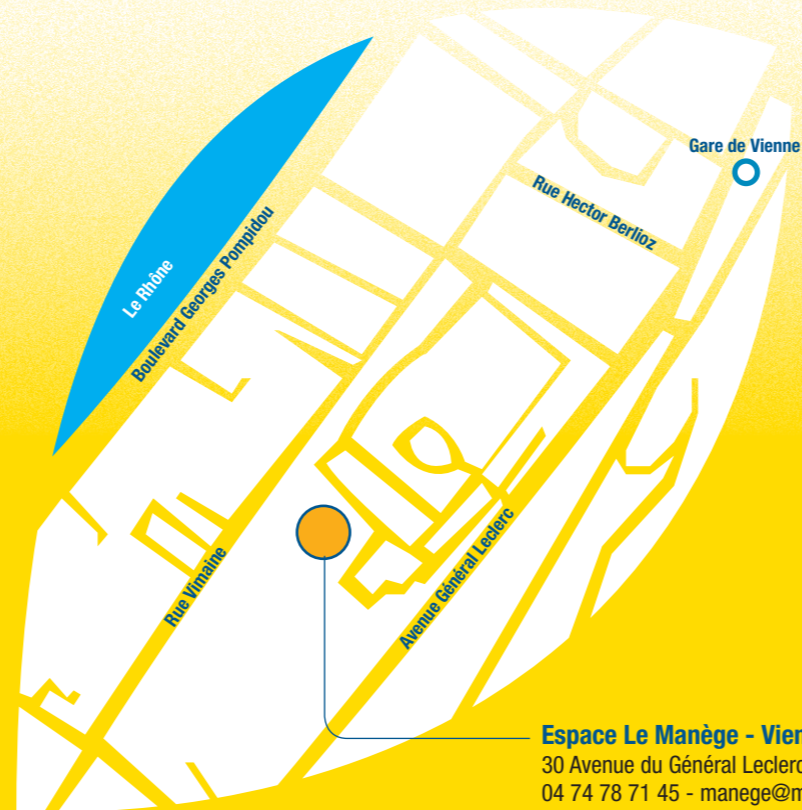 Gare de Vienne
Rue Hector Berlioz
Le Rhône
Boulevard Georges Pompidou
Rue Vimaine
Avenue Général Leclerc
Espace Le Manège - Vien
30 Avenue du Général Leclerc
04 74 78 71 45 - manege@m